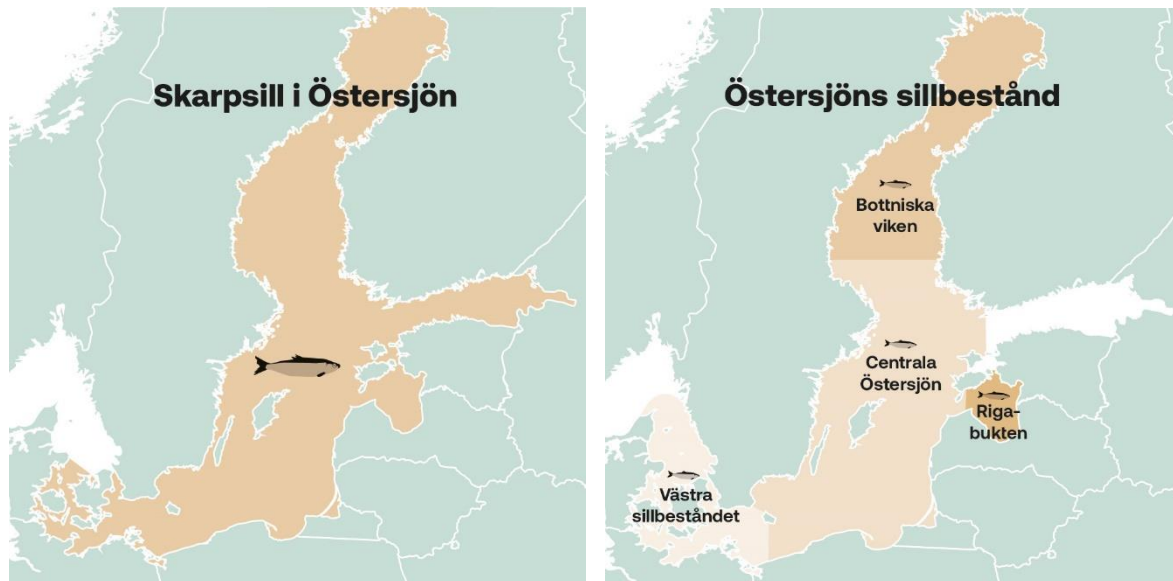 Skarpsill i Östersjön
Östersjöns sillbestånd
Bottniska
viken
Centrala
Östersjön
Riga-
bukten
Västra
sillbeståndet